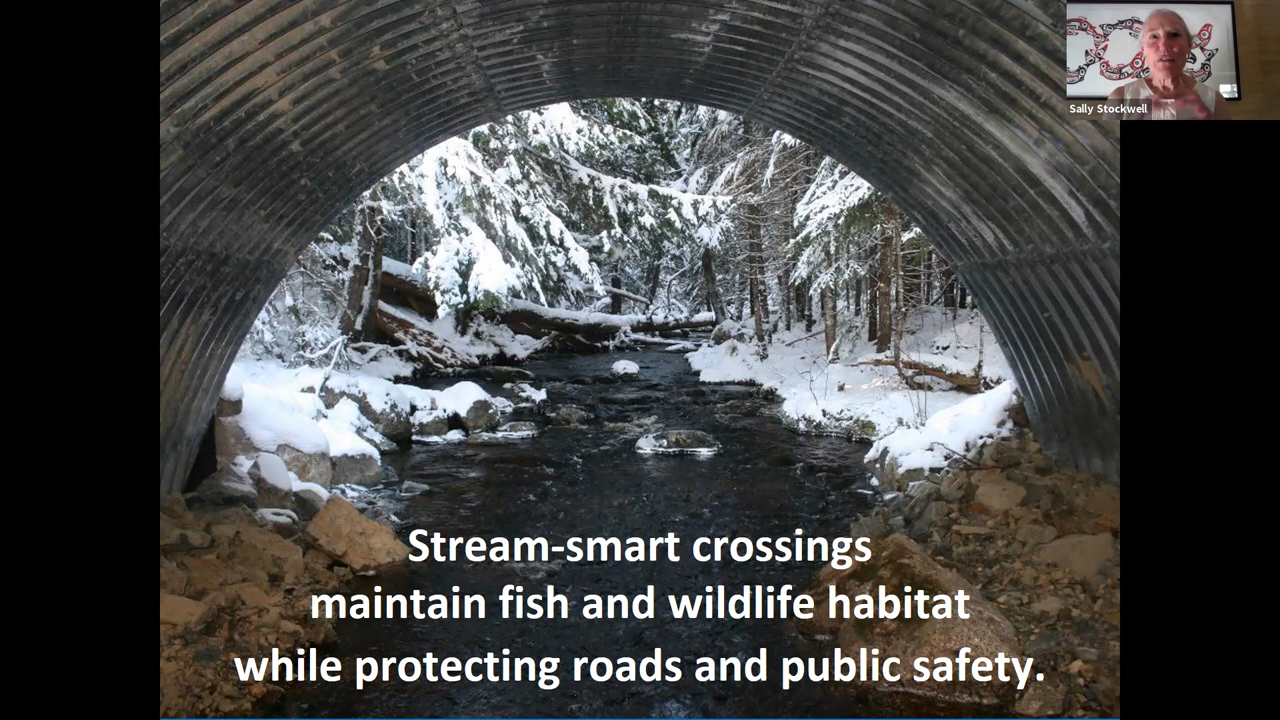 Sally Stockwell
Stream-smart crossings
maintain fish and wildlife habitat
while protecting roads and public safety.